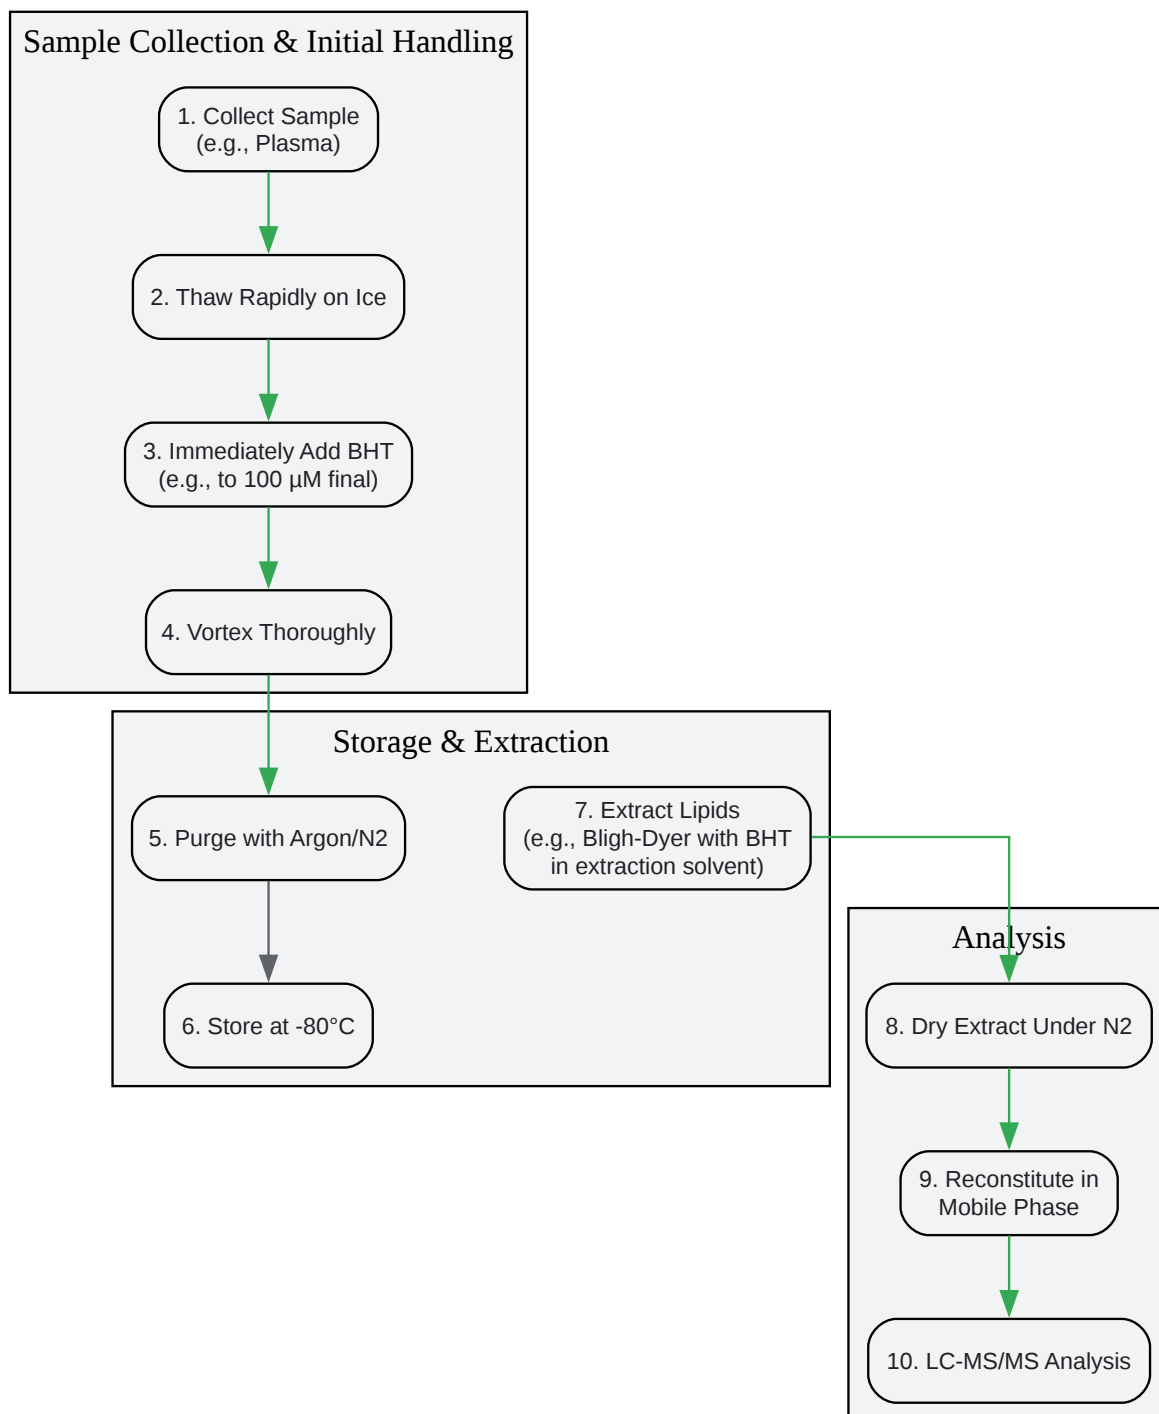 Sample Collection & Initial Handling
1. Collect Sample
(e.g., Plasma)
2. Thaw Rapidly on Ice
3. Immediately Add BHT
(e.g., to 100 µM final)
4. Vortex Thoroughly
Storage & Extraction
5. Purge with Argon/N2
6. Store at -80°C
7. Extract Lipids
(e.g., Bligh-Dyer with BHT
in extraction solvent)
Analysis
8. Dry Extract Under N2
9. Reconstitute in
Mobile Phase
10. LC-MS/MS Analysis